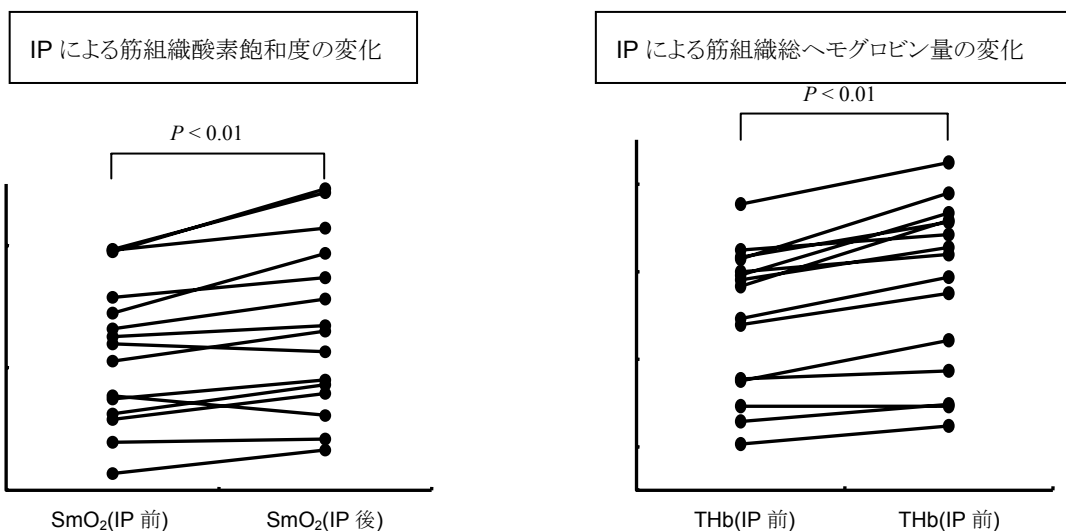 IP による筋組織酸素飽和度の変化
IP による筋組織総ヘモグロビン量の変化
P < 0.01
P < 0.01
SmO₂(IP 前)
SmO₂(IP 後)
THb(IP 前)
THb(IP 前)